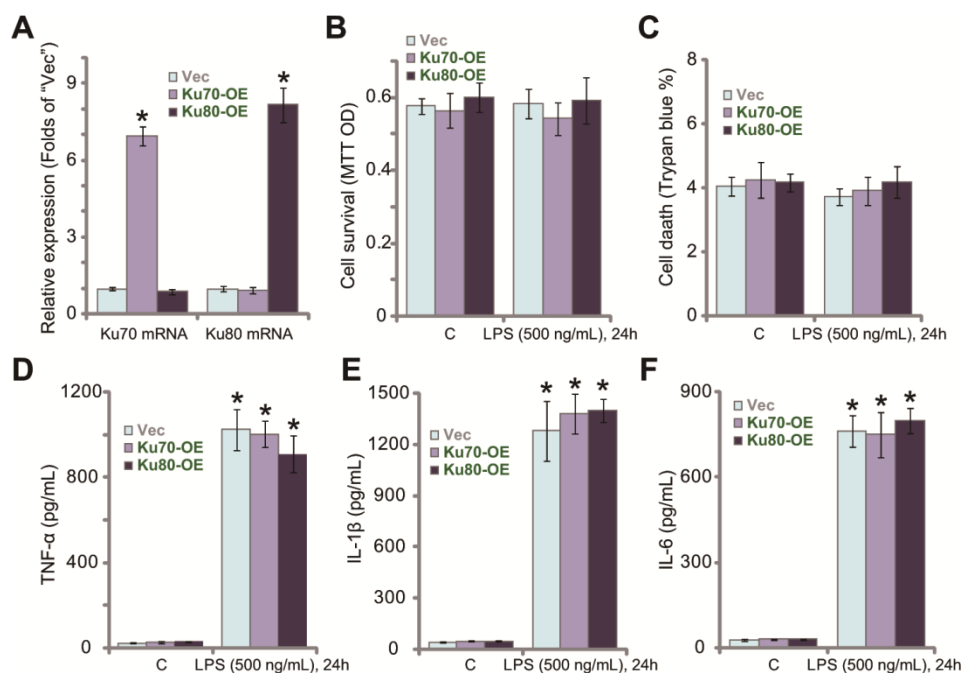 A
Relative expression (Folds of "Vec")
9
6
3
0
Vec
Ku70-OE
Ku80-OE
*
*
Ku70 mRNA
Ku80 mRNA
B
Cell survival (MTT OD)
0.8
0.6
0.4
0.2
0
Vec
Ku70-OE
Ku80-OE
C
LPS (500 ng/mL), 24h
C
Cell daath (Trypan blue %)
8
6
4
2
0
Vec
Ku70-OE
Ku80-OE
C
LPS (500 ng/mL), 24h
D
TNF-α (pg/mL)
1200
800
400
0
Vec
Ku70-OE
Ku80-OE
* * *
C
LPS (500 ng/mL), 24h
E
IL-1β (pg/mL)
1500
1200
900
600
300
0
Vec
Ku70-OE
Ku80-OE
* * *
C
LPS (500 ng/mL), 24h
F
IL-6 (pg/mL)
900
600
300
0
Vec
Ku70-OE
Ku80-OE
* * *
C
LPS (500 ng/mL), 24h